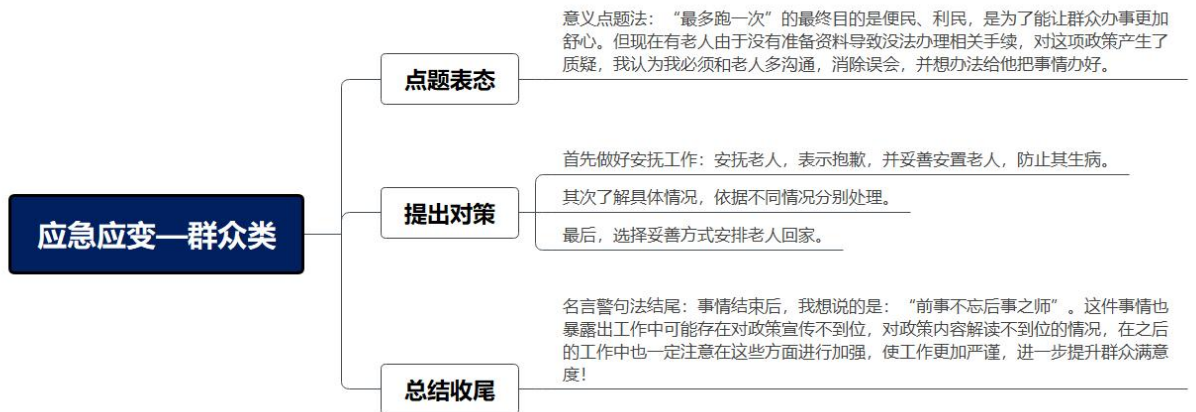 应急应变—群众类
点题表态
意义点题法：“最多跑一次”的最终目的是便民、利民，是为了能让群众办事更加
舒心。但现在有老人由于没有准备资料导致没法办理相关手续，对这项政策产生了
质疑，我认为我必须和老人多沟通，消除误会，并想办法给他把事情办好。
提出对策
首先做好安抚工作：安抚老人，表示抱歉，并妥善安置老人，防止其生病。
其次了解具体情况，依据不同情况分别处理。
最后，选择妥善方式安排老人回家。
总结收尾
名言警句法结尾：事情结束后，我想说的是：“前事不忘后事之师”。这件事情也
暴露出工作中可能存在对政策宣传不到位，对政策内容解读不到位的情况，在之后
的工作中也一定注意在这些方面进行加强，使工作更加严谨，进一步提升群众满意
度！